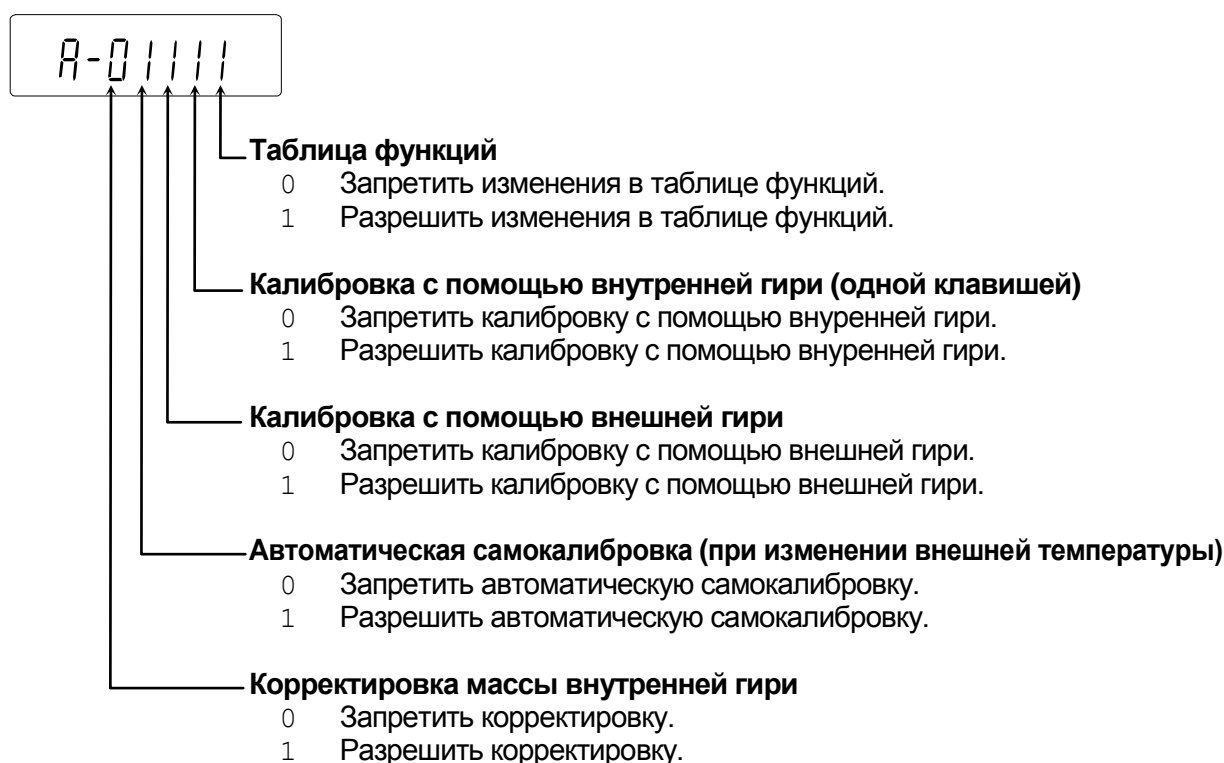 A-01111
Таблица функций
0 Запретить изменения в таблице функций.
1 Разрешить изменения в таблице функций.
Калибровка с помощью внутренней гири (одной клавишей)
0 Запретить калибровку с помощью внуренней гири.
1 Разрешить калибровку с помощью внуренней гири.
Калибровка с помощью внешней гири
0 Запретить калибровку с помощью внешней гири.
1 Разрешить калибровку с помощью внешней гири.
Автоматическая самокалибровка (при изменении внешней температуры)
0 Запретить автоматическую самокалибровку.
1 Разрешить автоматическую самокалибровку.
Корректировка массы внутренней гири
0 Запретить корректировку.
1 Разрешить корректировку.